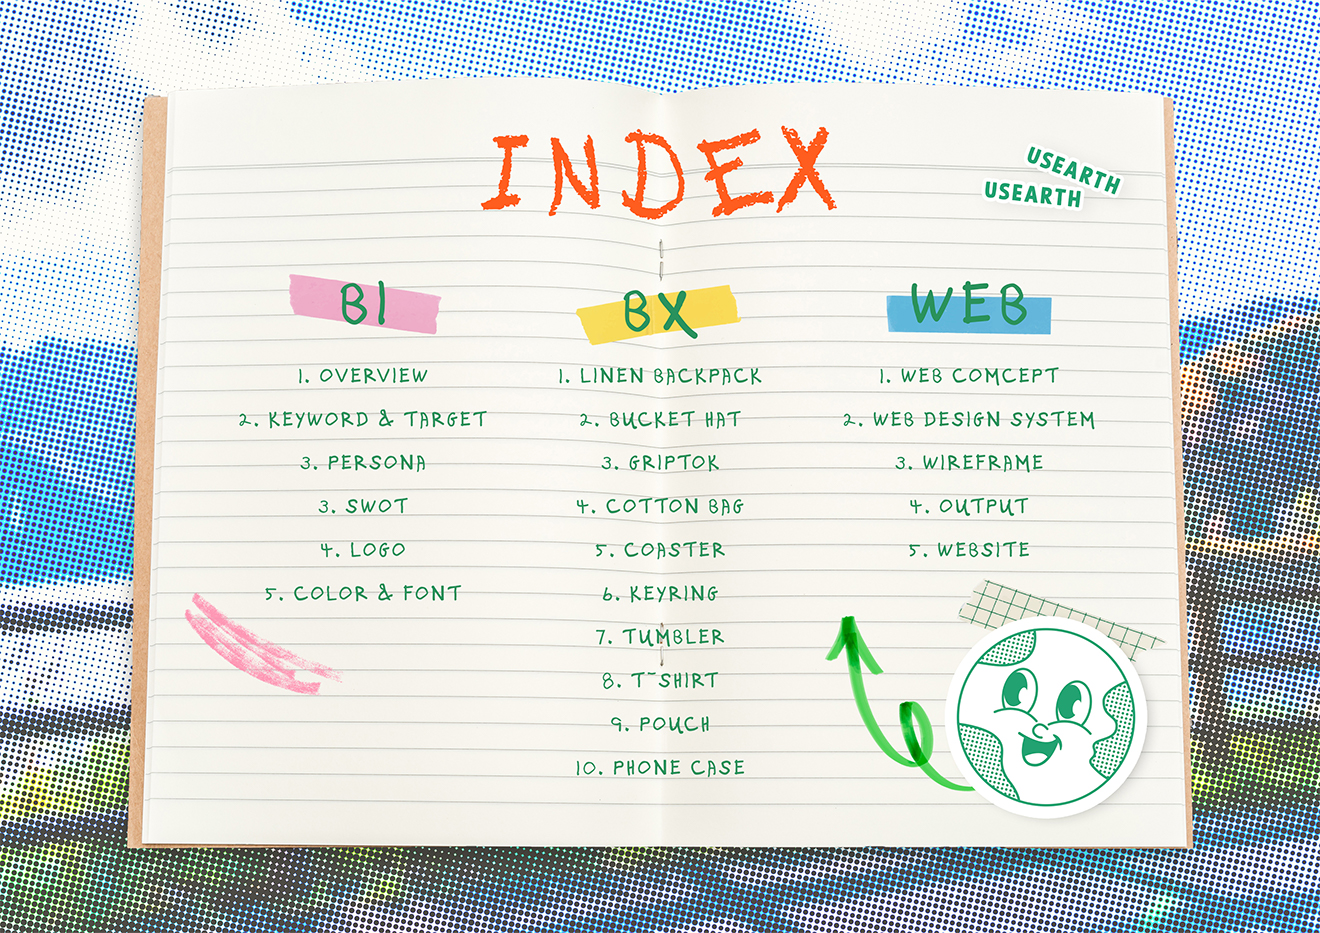 INDEX
USEARTH
USEARTH
BI
1. OVERVIEW
2. KEYWORD & TARGET
3. PERSONA
3. SWOT
4. LOGO
5. COLOR & FONT
BX
1. LINEN BACKPACK
2. BUCKET HAT
3. GRIPTOK
4. COTTON BAG
5. COASTER
6. KEYRING
7. TUMBLER
8. T-SHIRT
9. POUCH
10. PHONE CASE
WEB
1. WEB COMCEPT
2. WEB DESIGN SYSTEM
3. WIREFRAME
4. OUTPUT
5. WEBSITE